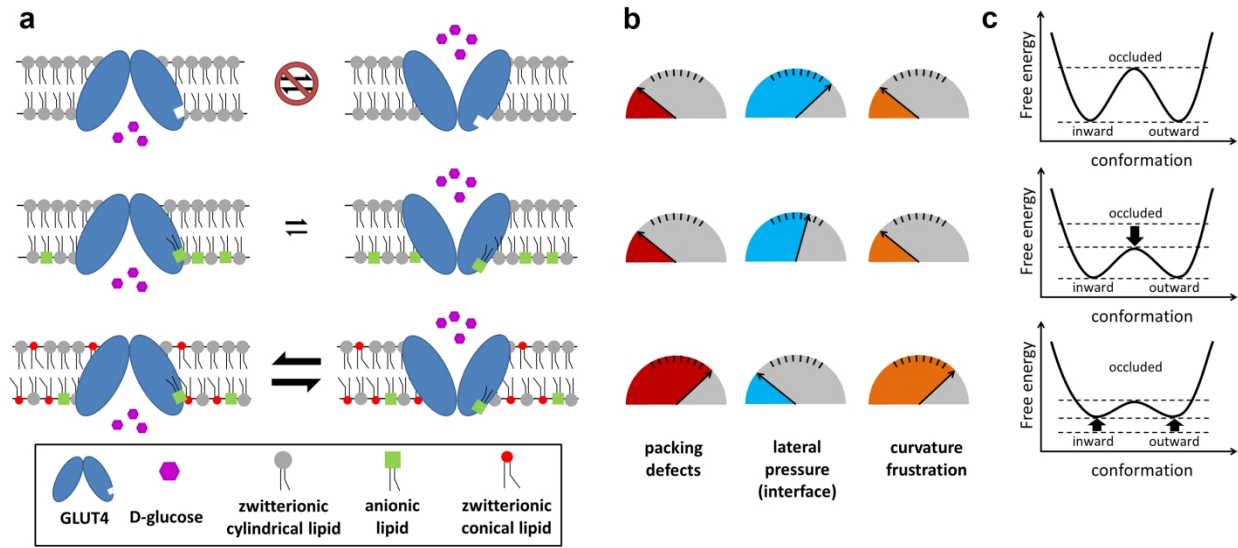 a
b
c
Free energy
occluded
inward
outward
conformation
Free energy
occluded
inward
outward
conformation
Free energy
occluded
inward
outward
conformation
packing
defects
lateral
pressure
(interface)
curvature
frustration
GLUT4
D-glucose
zwitterionic
cylindrical lipid
anionic
lipid
zwitterionic
conical lipid